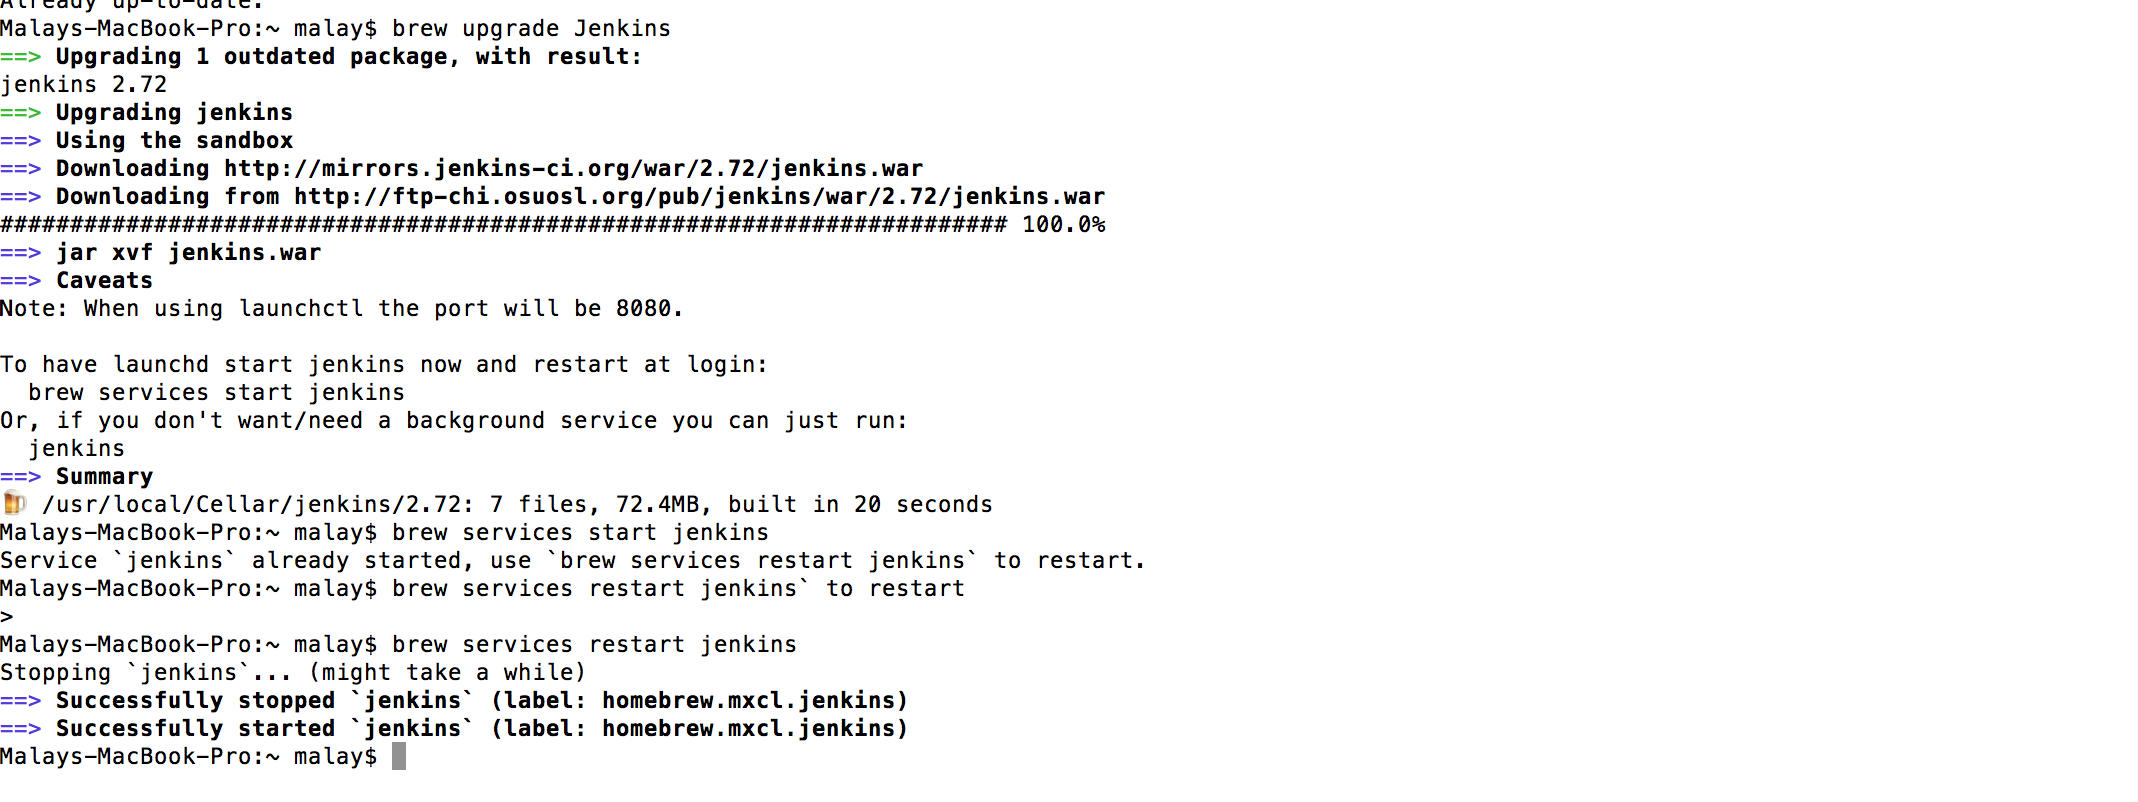 Already up-to-date.
Malays-MacBook-Pro:~ malay$ brew upgrade Jenkins
==> Upgrading 1 outdated package, with result:
jenkins 2.72
==> Upgrading jenkins
==> Using the sandbox
==> Downloading http://mirrors.jenkins-ci.org/war/2.72/jenkins.war
==> Downloading from http://ftp-chi.osuosl.org/pub/jenkins/war/2.72/jenkins.war
######################################################################## 100.0%
==> jar xvf jenkins.war
==> Caveats
Note: When using launchctl the port will be 8080.
To have launchd start jenkins now and restart at login:
  brew services start jenkins
Or, if you don't want/need a background service you can just run:
  jenkins
==> Summary
🍺 /usr/local/Cellar/jenkins/2.72: 7 files, 72.4MB, built in 20 seconds
Malays-MacBook-Pro:~ malay$ brew services start jenkins
Service `jenkins` already started, use `brew services restart jenkins` to restart.
Malays-MacBook-Pro:~ malay$ brew services restart jenkins` to restart
>
Malays-MacBook-Pro:~ malay$ brew services restart jenkins
Stopping `jenkins`... (might take a while)
==> Successfully stopped `jenkins` (label: homebrew.mxcl.jenkins)
==> Successfully started `jenkins` (label: homebrew.mxcl.jenkins)
Malays-MacBook-Pro:~ malay$